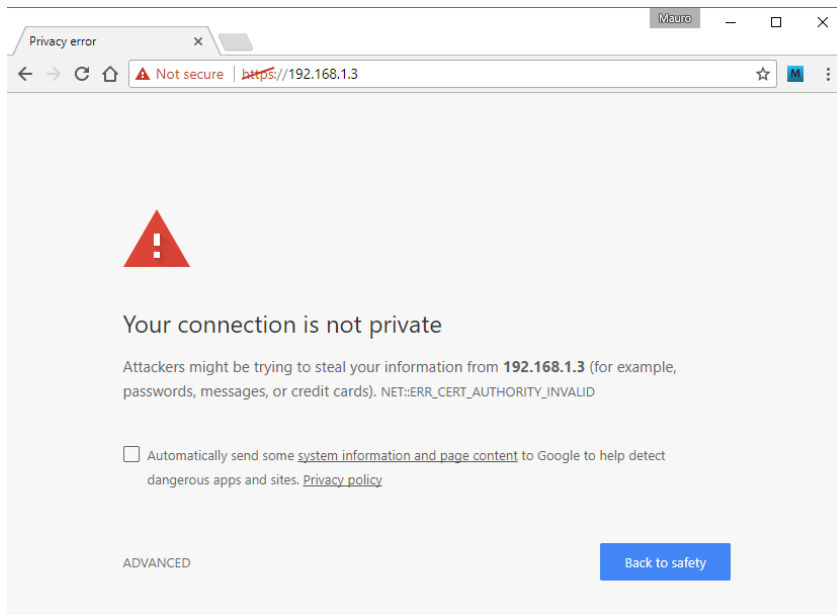 Mauro
Privacy error
Not secure | https://192.168.1.3
M
Your connection is not private
Attackers might be trying to steal your information from 192.168.1.3 (for example,
passwords, messages, or credit cards). NET::ERR_CERT_AUTHORITY_INVALID
Automatically send some system information and page content to Google to help detect
dangerous apps and sites. Privacy policy
ADVANCED
Back to safety